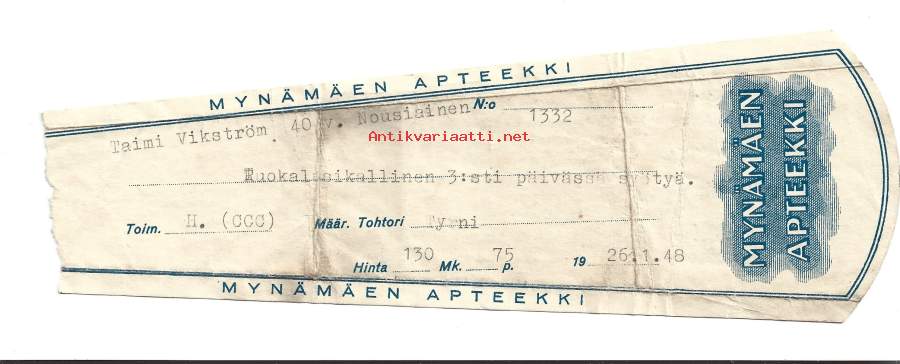 MYNÄMÄEN APTEEKKI
Taimi Vikström 40 v. Nousiainen N:o 1332
Antikvariaatti.net
Ruokalusikallinen 3:sti päivässä syötyä.
Toim. H. (CCC) Määr. Tohtori Tyrni
Hinta 130 Mk. 75 p. 19 26.1.48
MYNÄMÄEN APTEEKKI
MYNÄMÄEN
APTEEKKI